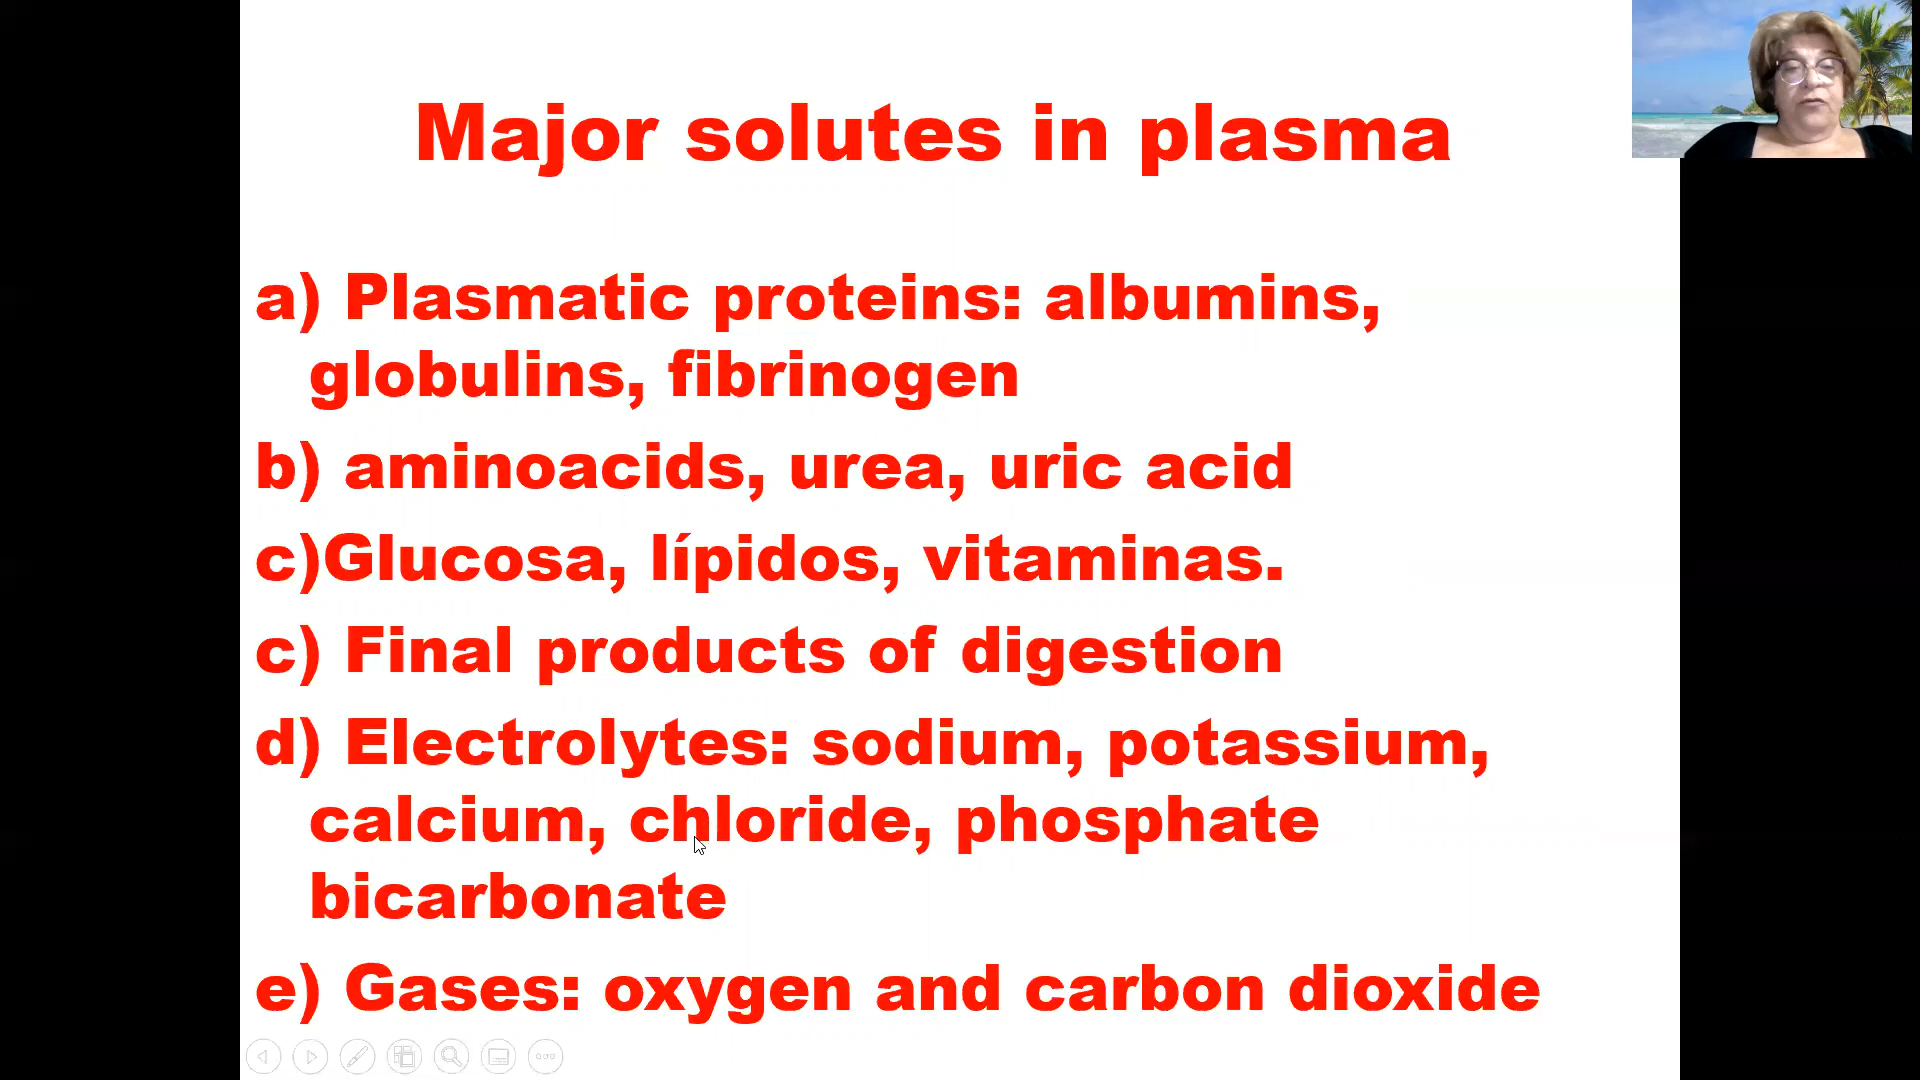 Major solutes in plasma
a) Plasmatic proteins: albumins,
globulins, fibrinogen
b) aminoacids, urea, uric acid
c)Glucosa, lípidos, vitaminas.
c) Final products of digestion
d) Electrolytes: sodium, potassium,
calcium, chloride, phosphate
bicarbonate
e) Gases: oxygen and carbon dioxide